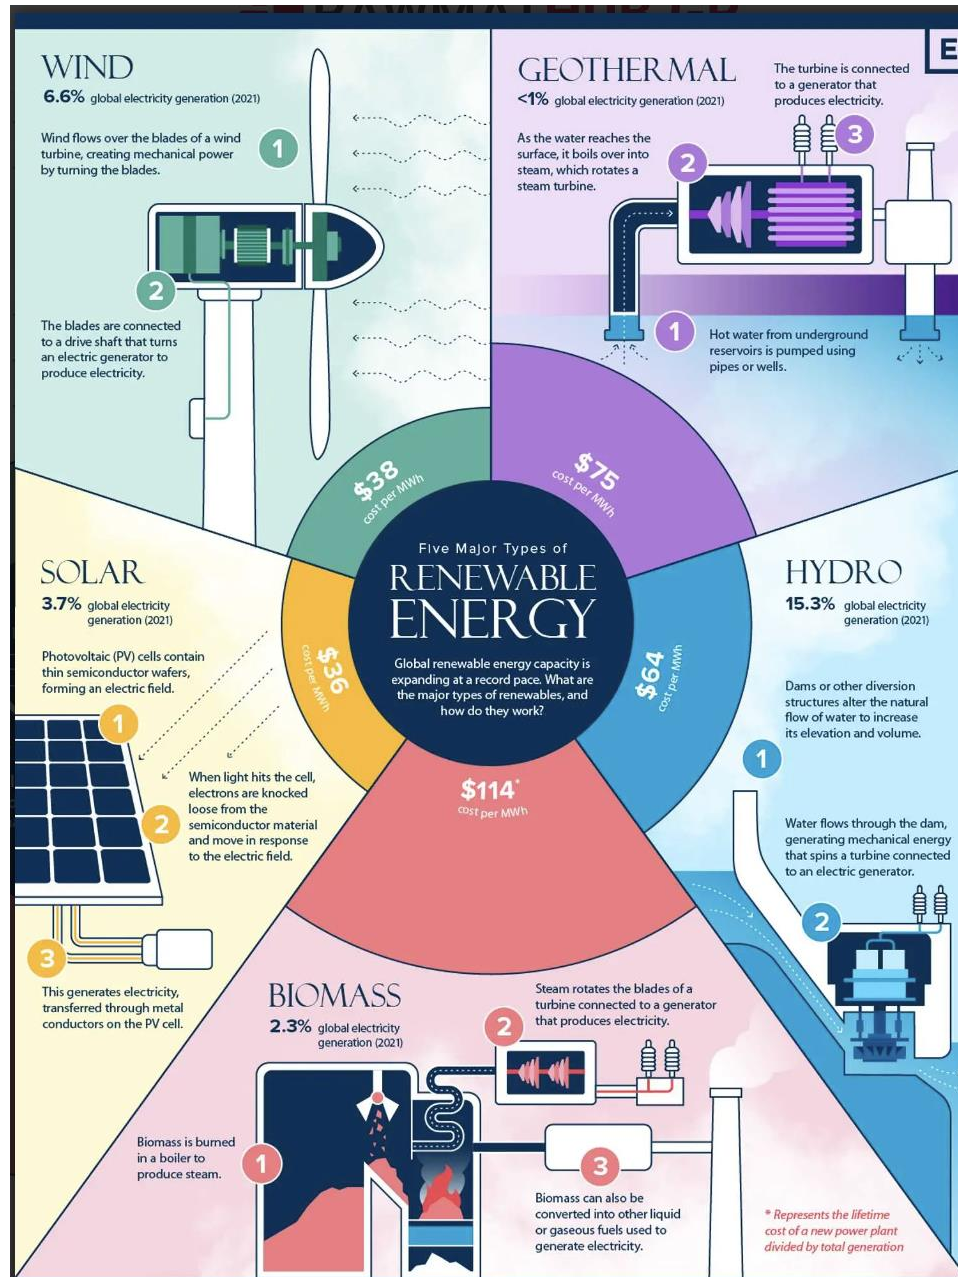 WIND
6.6% global electricity generation (2021)
Wind flows over the blades of a wind
turbine, creating mechanical power
by turning the blades.
1
2
The blades are connected
to a drive shaft that turns
an electric generator to
produce electricity.
GEOTHERMAL
<1% global electricity generation (2021)
The turbine is connected
to a generator that
produces electricity.
3
As the water reaches the
surface, it boils over into
steam, which rotates a
steam turbine.
2
1
Hot water from underground
reservoirs is pumped using
pipes or wells.
E
$38
cost per MWh
$75
cost per MWh
Five Major Types of
RENEWABLE
ENERGY
Global renewable energy capacity is
expanding at a record pace. What are
the major types of renewables, and
how do they work?
$36
cost per MWh
$64
cost per MWh
$114*
cost per MWh
SOLAR
3.7% global electricity
generation (2021)
Photovoltaic (PV) cells contain
thin semiconductor wafers,
forming an electric field.
1
When light hits the cell,
electrons are knocked
loose from the
semiconductor material
and move in response
to the electric field.
2
3
This generates electricity,
transferred through metal
conductors on the PV cell.
HYDRO
15.3% global electricity
generation (2021)
Dams or other diversion
structures alter the natural
flow of water to increase
its elevation and volume.
1
Water flows through the dam,
generating mechanical energy
that spins a turbine connected
to an electric generator.
2
BIOMASS
2.3% global electricity
generation (2021)
Steam rotates the blades of a
turbine connected to a generator
that produces electricity.
2
Biomass is burned
in a boiler to
produce steam.
1
3
Biomass can also be
converted into other liquid
or gaseous fuels used to
generate electricity.
* Represents the lifetime
cost of a new power plant
divided by total generation